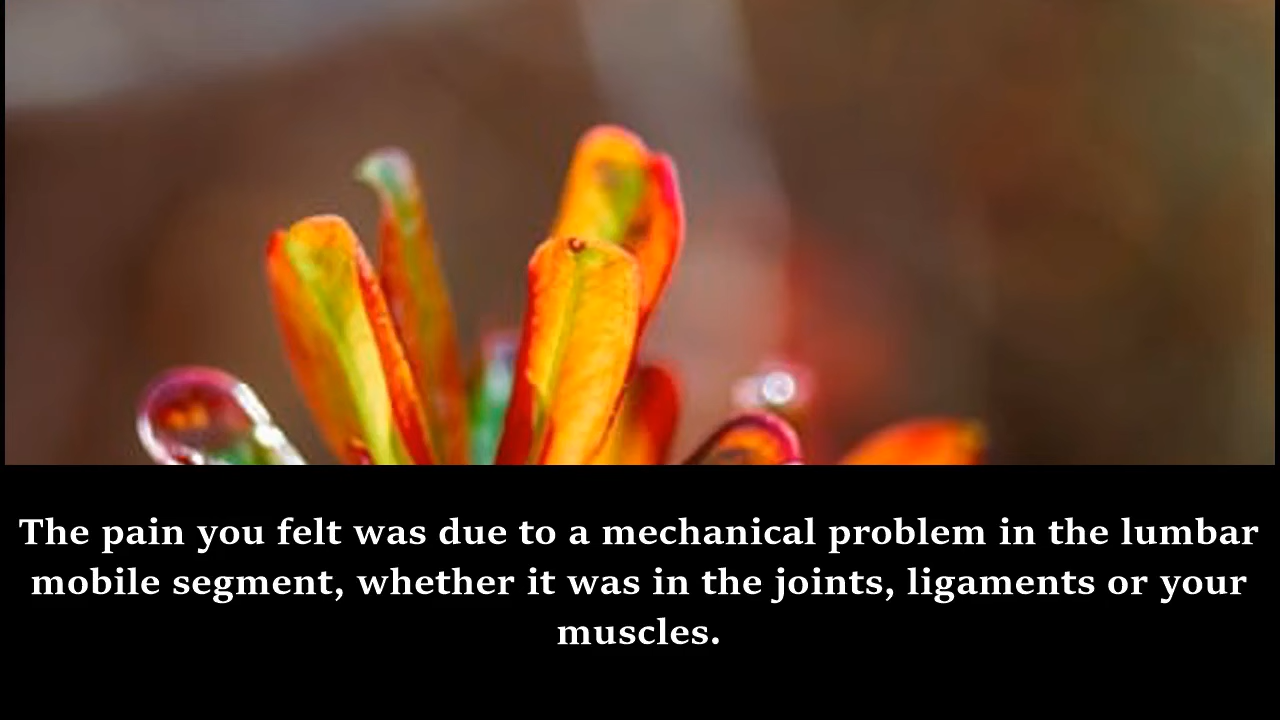 The pain you felt was due to a mechanical problem in the lumbar
mobile segment, whether it was in the joints, ligaments or your
muscles.